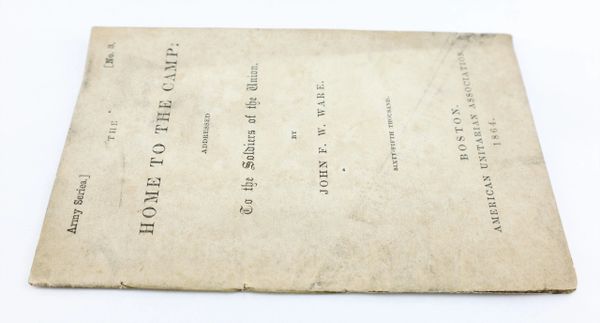 Army Series.] [No. 3.
THE
HOME TO THE CAMP:
ADDRESSED
To the Soldiers of the Union.
BY
JOHN F. W. WARE.
SIXTY-FIFTH THOUSAND.
BOSTON.
AMERICAN UNITARIAN ASSOCIATION.
1864.